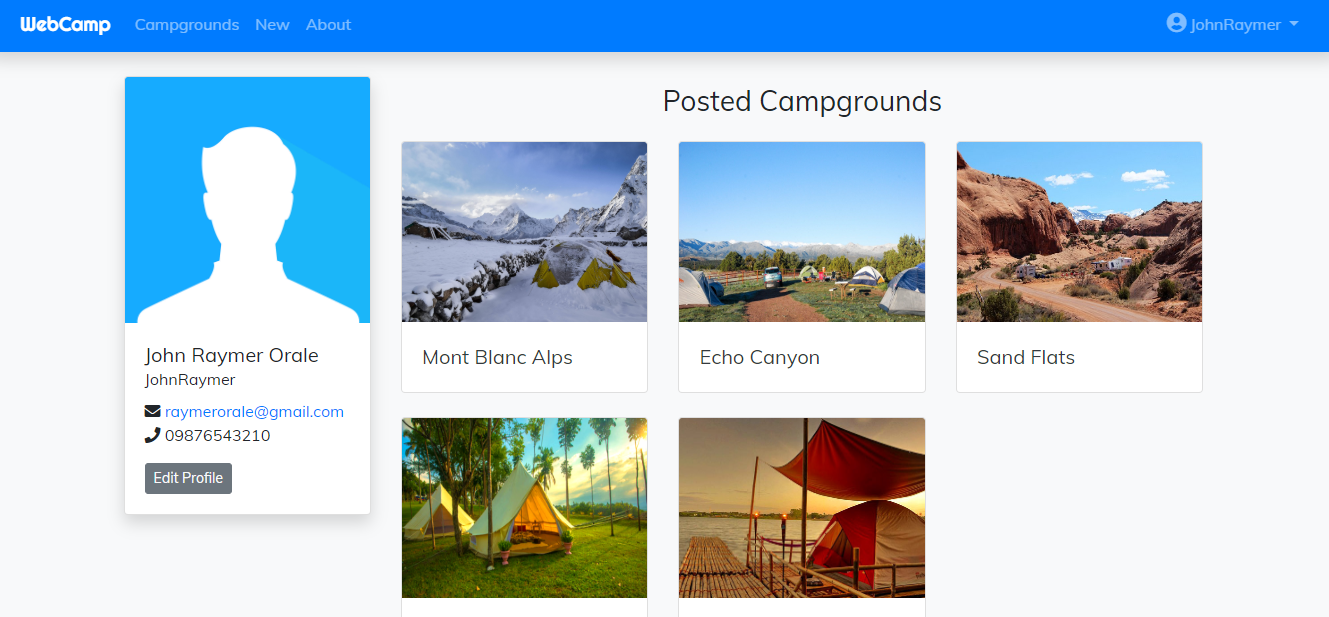 WebCamp Campgrounds New About JohnRaymer
Posted Campgrounds
John Raymer Orale
JohnRaymer
raymerorale@gmail.com
09876543210
Edit Profile
Mont Blanc Alps
Echo Canyon
Sand Flats